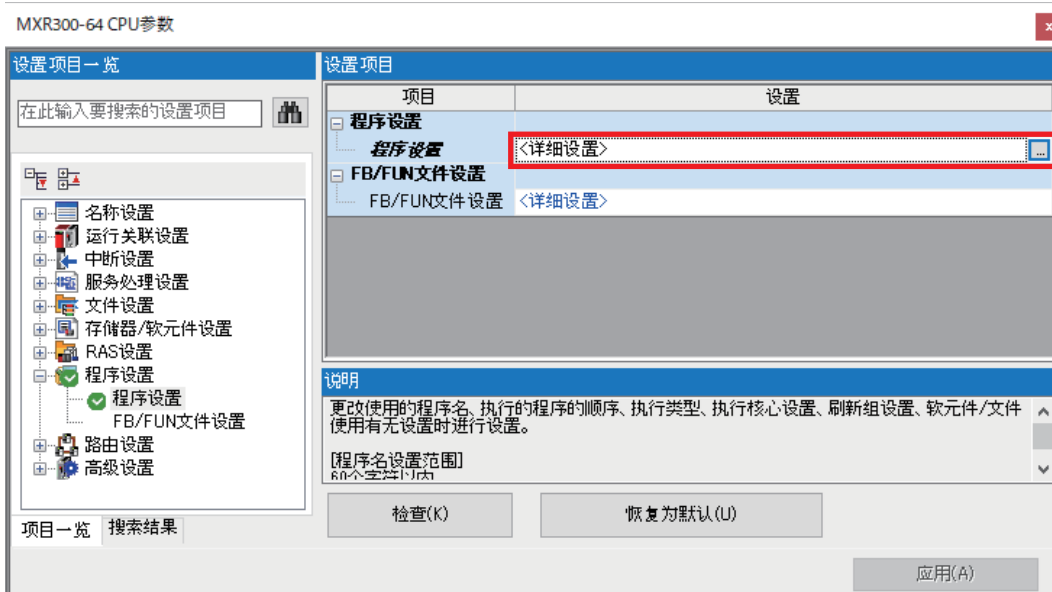 MXR300-64 CPU参数
x
设置项目一览
在此输入要搜索的设置项目
名称设置
运行关联设置
中断设置
服务处理设置
文件设置
存储器/软元件设置
RAS设置
程序设置
程序设置
FB/FUN文件设置
路由设置
高级设置
项目一览 搜索结果
设置项目
项目 设置
程序设置
程序设置 <详细设置> ...
FB/FUN文件设置
FB/FUN文件设置 <详细设置>
说明
更改使用的程序名、执行的程序的顺序、执行类型、执行核心设置、刷新组设置、软元件/文件
使用有无设置时进行设置。
[程序名设置范围]
60个字符以内
检查(K) 恢复为默认(U)
应用(A)